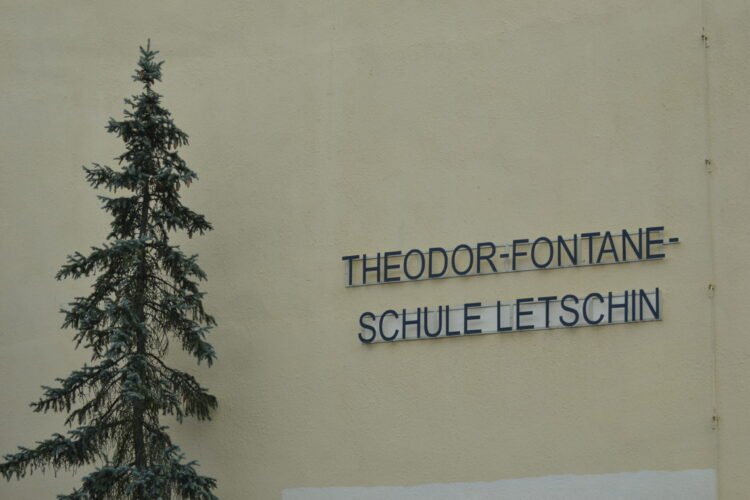 THEODOR-FONTANE-
SCHULE LETSCHIN